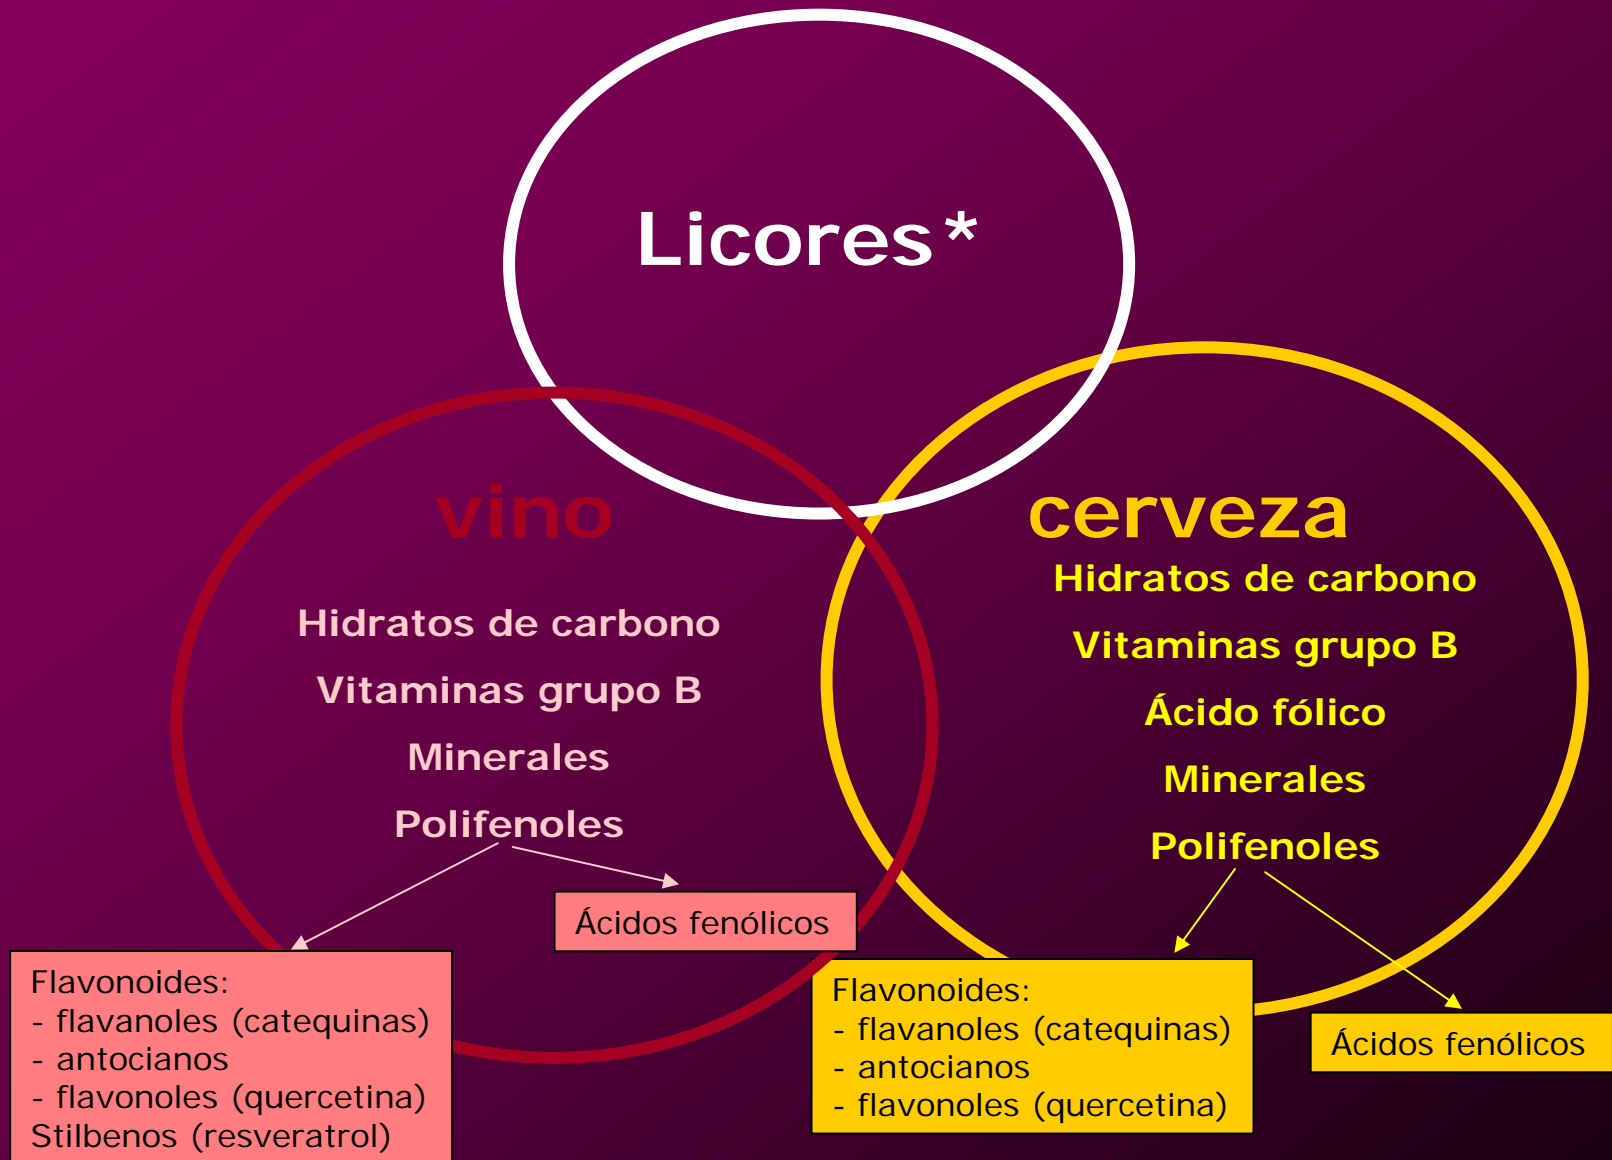 Licores*
vino
Hidratos de carbono
Vitaminas grupo B
Minerales
Polifenoles
Ácidos fenólicos
Flavonoides:
- flavanoles (catequinas)
- antocianos
- flavonoles (quercetina)
Stilbenos (resveratrol)
cerveza
Hidratos de carbono
Vitaminas grupo B
Ácido fólico
Minerales
Polifenoles
Flavonoides:
- flavanoles (catequinas)
- antocianos
- flavonoles (quercetina)
Ácidos fenólicos